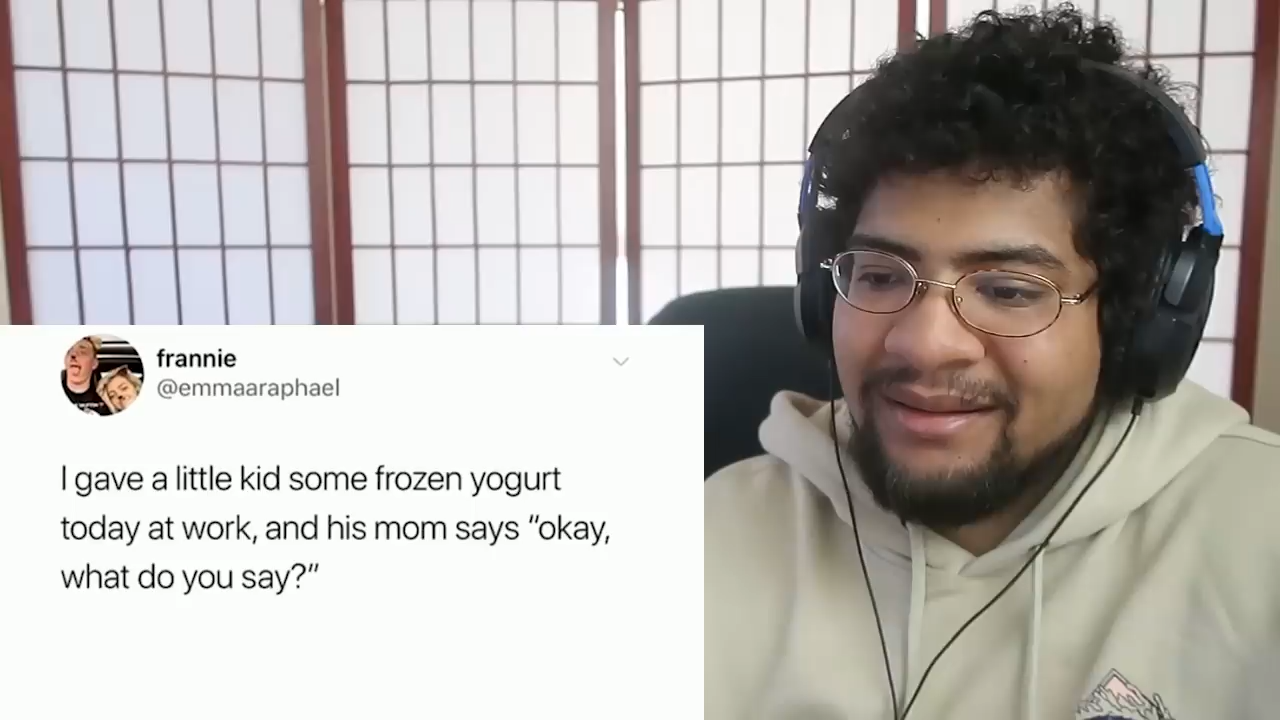 frannie
@emmaaraphael
I gave a little kid some frozen yogurt
today at work, and his mom says “okay,
what do you say?”